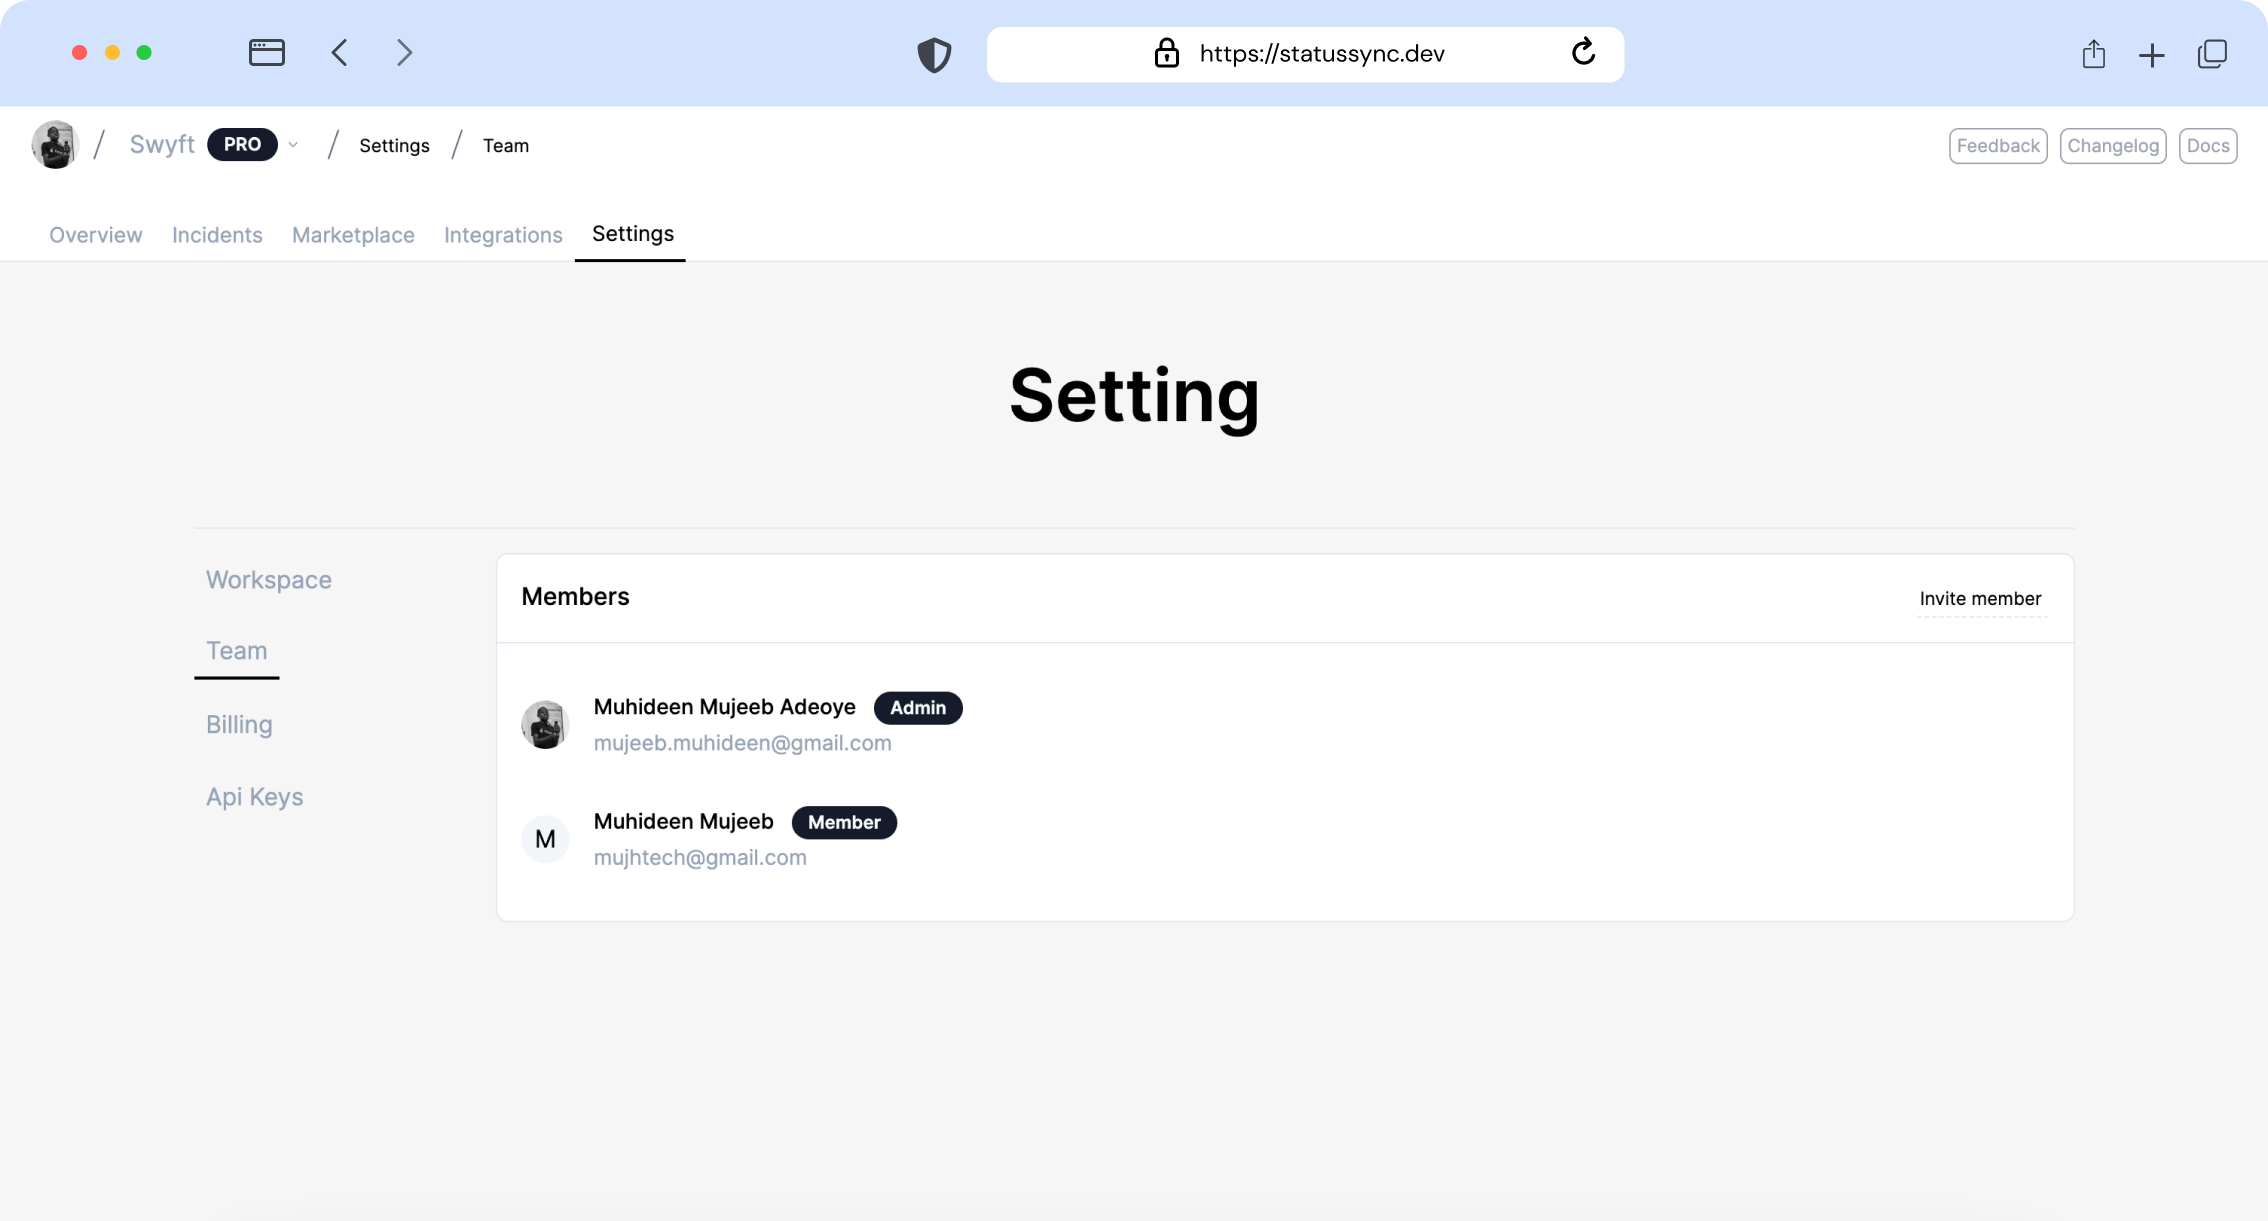 https://statussync.dev
/ Swyft PRO / Settings / Team
Feedback Changelog Docs
Overview Incidents Marketplace Integrations Settings
Setting
Workspace
Team
Billing
Api Keys
Members
Invite member
Muhideen Mujeeb Adeoye Admin
mujeeb.muhideen@gmail.com
M
Muhideen Mujeeb Member
mujhtech@gmail.com